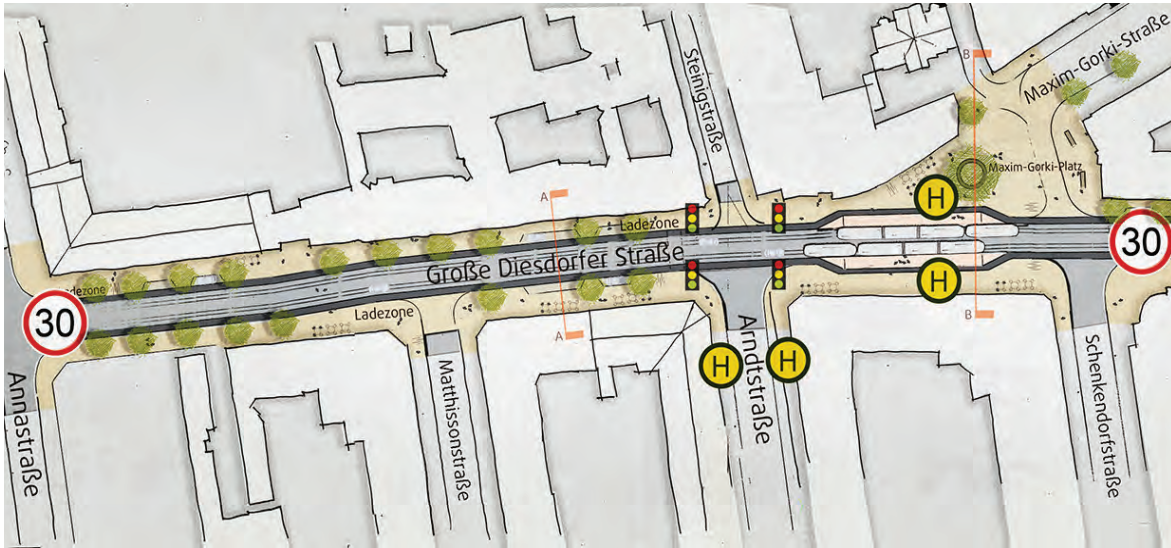 Steinigstraße
B
Maxim-Gorki-Straße
Maxim-Gorki-Platz
A
H
Ladezone
30
Große Diesdorfer Straße
Ladezone
30
H
Ladezone
A
B
H
H
Annastraße
Matthissonstraße
Arndtstraße
Schenkendorfstraße